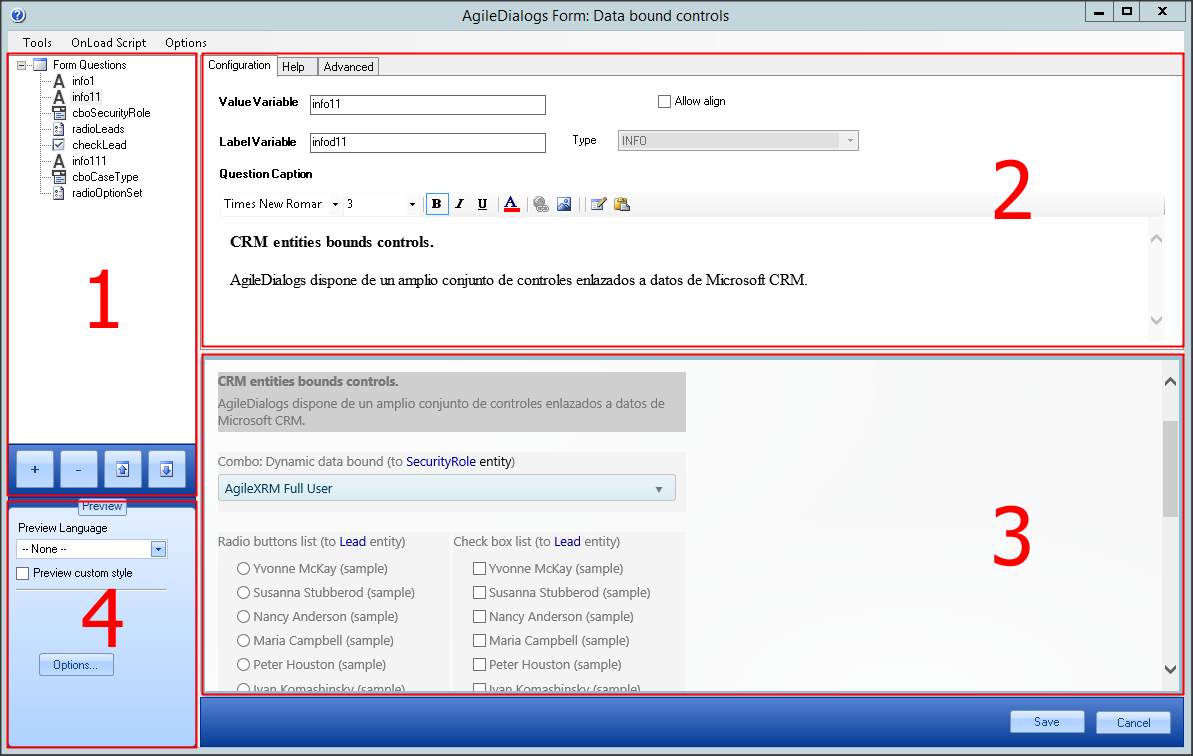 AgileDialogs Form: Data bound controls
Tools OnLoad Script Options
Form Questions
info1
info11
cboSecurityRole
radioLeads
checkLead
info111
cboCaseType
radioOptionSet
1
+ -
Configuration Help Advanced
Value Variable info11 Allow align
Label Variable infod11 Type INFO
Question Caption
Times New Romar 3 B I U A
CRM entities bounds controls.
AgileDialogs dispone de un amplio conjunto de controles enlazados a datos de Microsoft CRM.
2
CRM entities bounds controls.
AgileDialogs dispone de un amplio conjunto de controles enlazados a datos de
Microsoft CRM.
Combo: Dynamic data bound (to SecurityRole entity)
AgileXRM Full User
Radio buttons list (to Lead entity) Check box list (to Lead entity)
Yvonne McKay (sample) Yvonne McKay (sample)
Susanna Stubberod (sample) Susanna Stubberod (sample)
Nancy Anderson (sample) Nancy Anderson (sample)
Maria Campbell (sample) Maria Campbell (sample)
Peter Houston (sample) Peter Houston (sample)
Ivan Komashinsky (sample) Ivan Komashinsky (sample)
3
Preview
Preview Language
-- None --
Preview custom style
4
Options...
Save Cancel